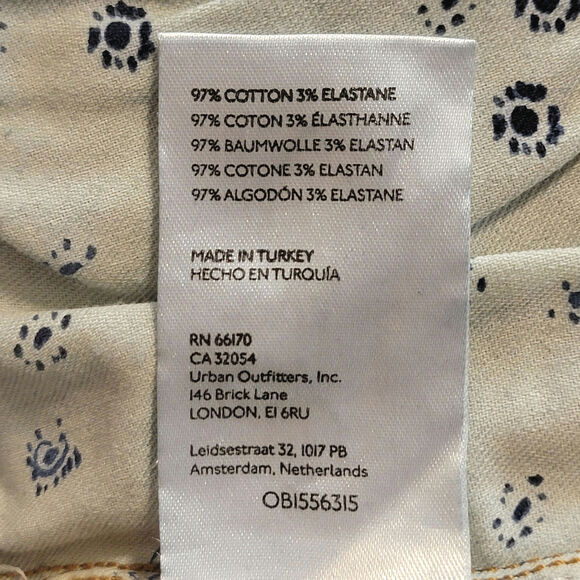 97% COTTON 3% ELASTANE
97% COTON 3% ÉLASTHANNE
97% BAUMWOLLE 3% ELASTAN
97% COTONE 3% ELASTAN
97% ALGODÓN 3% ELASTANE
MADE IN TURKEY
HECHO EN TURQUÍA
RN 66170
CA 32054
Urban Outfitters, Inc.
146 Brick Lane
LONDON, E1 6RU
Leidsestraat 32, 1017 PB
Amsterdam, Netherlands
OB1556315